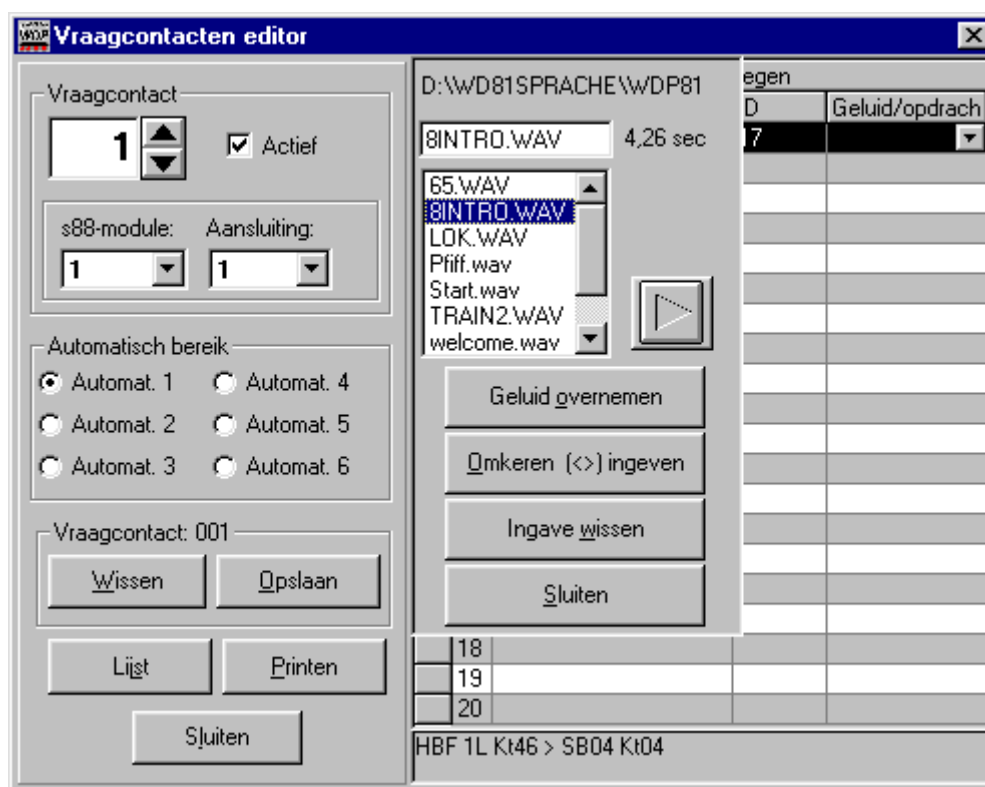 Vraagcontacten editor
Vraagcontact
1
Actief
s88-module:
Aansluiting:
1
1
Automatisch bereik
Automat. 1
Automat. 4
Automat. 2
Automat. 5
Automat. 3
Automat. 6
Vraagcontact: 001
Wissen
Opslaan
Lijst
Printen
Sluiten
D:\WD81SPRACHE\WDP81
8INTRO.WAV
4,26 sec
65.WAV
8INTRO.WAV
LOK.WAV
Pfiff.wav
Start.wav
TRAIN2.WAV
welcome.wav
Geluid overnemen
Omkeren (<>) ingeven
Ingave wissen
Sluiten
egen
D
Geluid/opdrach
17
18
19
20
HBF 1L Kt46 > SB04 Kt04